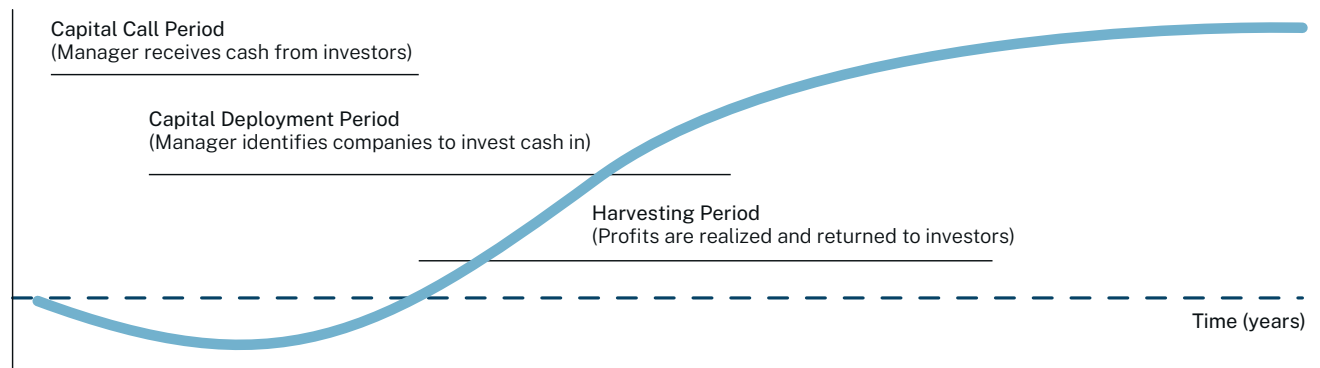 Capital Call Period
(Manager receives cash from investors)
Capital Deployment Period
(Manager identifies companies to invest cash in)
Harvesting Period
(Profits are realized and returned to investors)
Time (years)